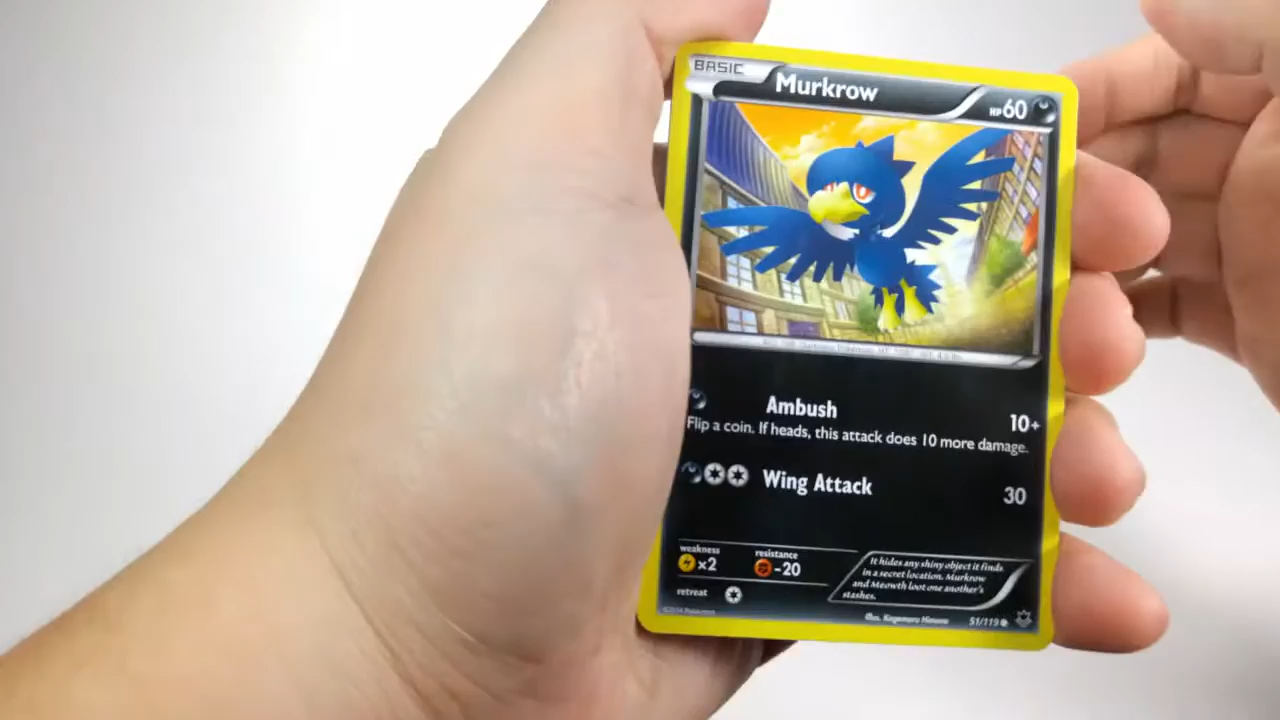 BASIC
Murkrow
HP60
Ambush
10+
Flip a coin. If heads, this attack does 10 more damage.
Wing Attack
30
weakness
×2
resistance
-20
retreat
It hides any shiny object it finds
in a secret location. Murkrow
and Meowth loot one another's
stashes.
Illus. Kagemaru Himeno
51/119